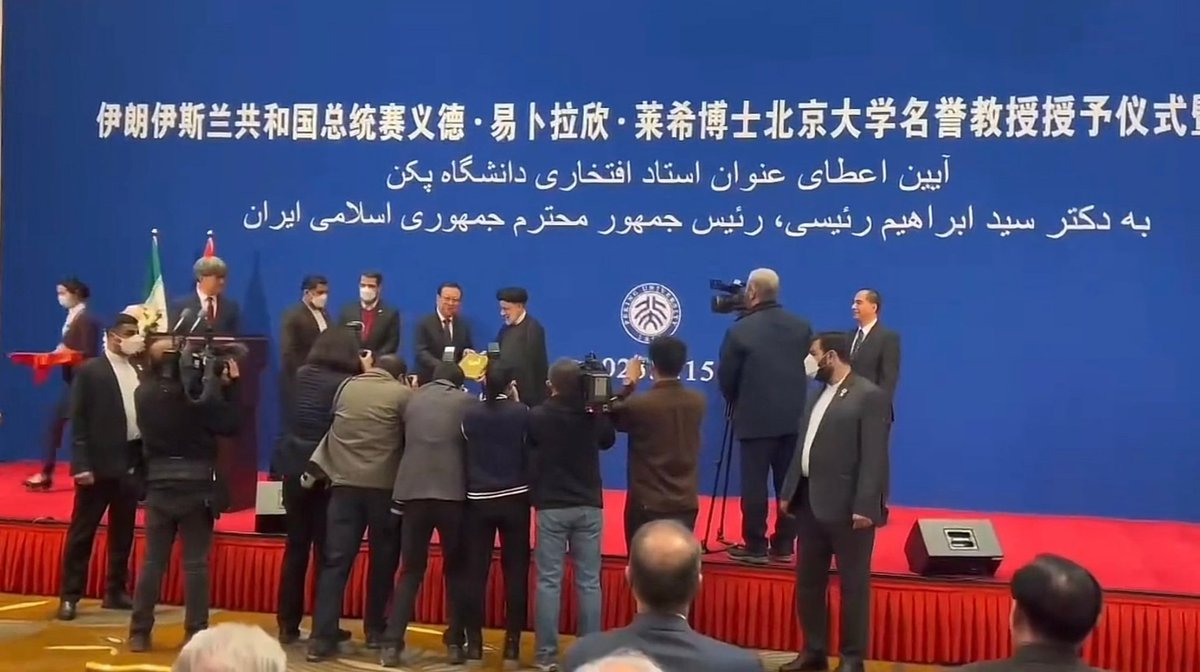 伊朗伊斯兰共和国总统赛义德·易卜拉欣·莱希博士北京大学名誉教授授予仪式暨
آیین اعطای عنوان استاد افتخاری دانشگاه پکن
به دکتر سید ابراهیم رئیسی، رئیس جمهور محترم جمهوری اسلامی ایران
PEKING UNIVERSITY
15